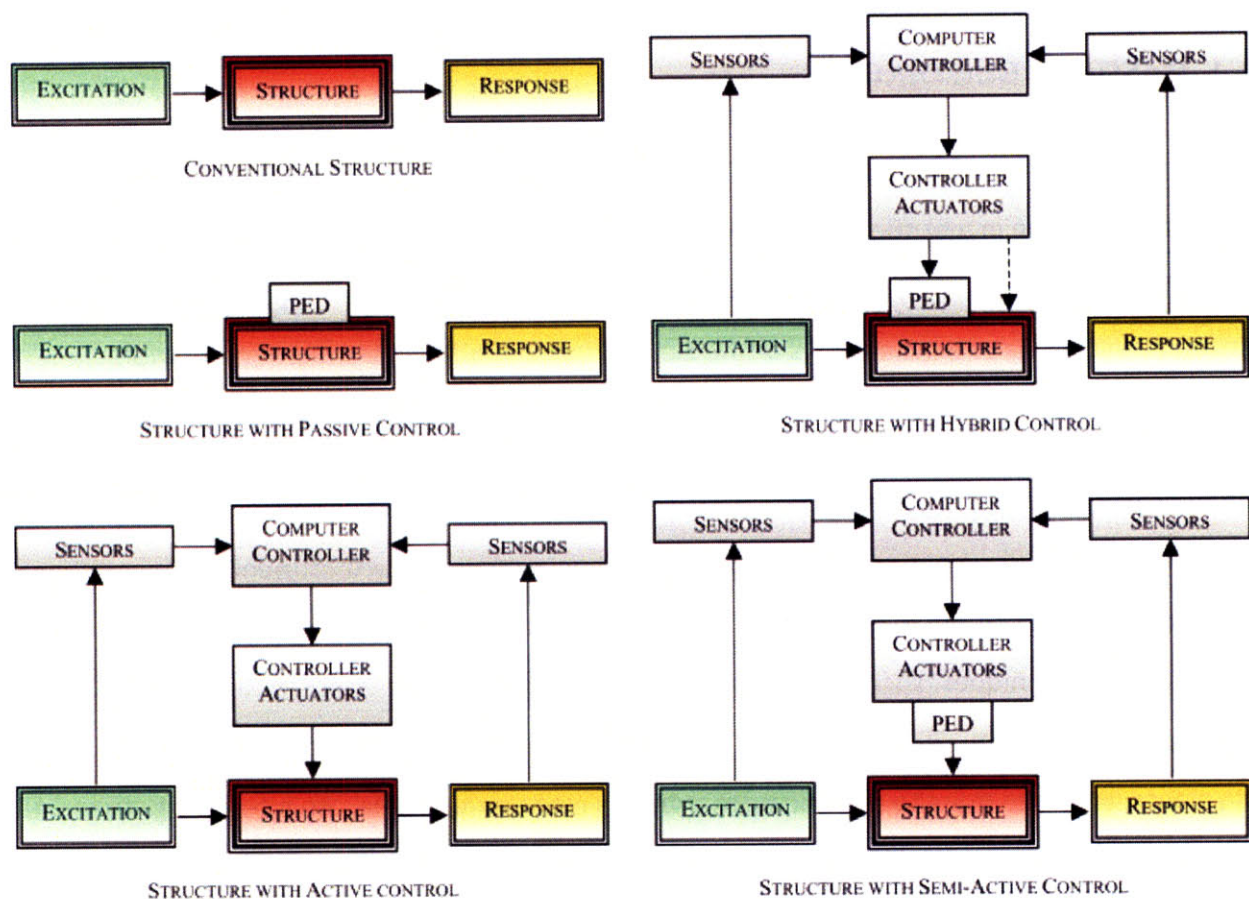 EXCITATION
STRUCTURE
RESPONSE
CONVENTIONAL STRUCTURE
PED
EXCITATION
STRUCTURE
RESPONSE
STRUCTURE WITH PASSIVE CONTROL
SENSORS
COMPUTER
CONTROLLER
SENSORS
CONTROLLER
ACTUATORS
PED
EXCITATION
STRUCTURE
RESPONSE
STRUCTURE WITH HYBRID CONTROL
SENSORS
COMPUTER
CONTROLLER
SENSORS
CONTROLLER
ACTUATORS
EXCITATION
STRUCTURE
RESPONSE
STRUCTURE WITH ACTIVE CONTROL
SENSORS
COMPUTER
CONTROLLER
SENSORS
CONTROLLER
ACTUATORS
PED
EXCITATION
STRUCTURE
RESPONSE
STRUCTURE WITH SEMI-ACTIVE CONTROL